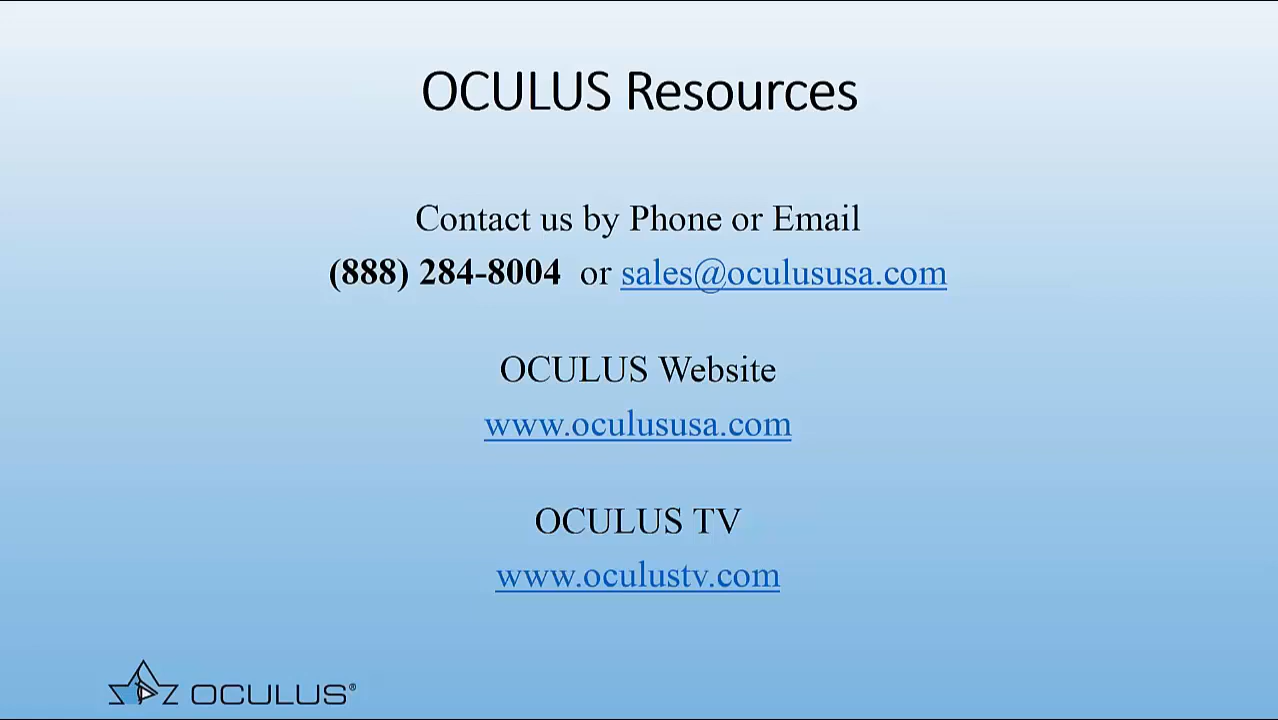 OCULUS Resources
Contact us by Phone or Email
(888) 284-8004 or sales@oculususa.com
OCULUS Website
www.oculususa.com
OCULUS TV
www.oculustv.com
OCULUS®